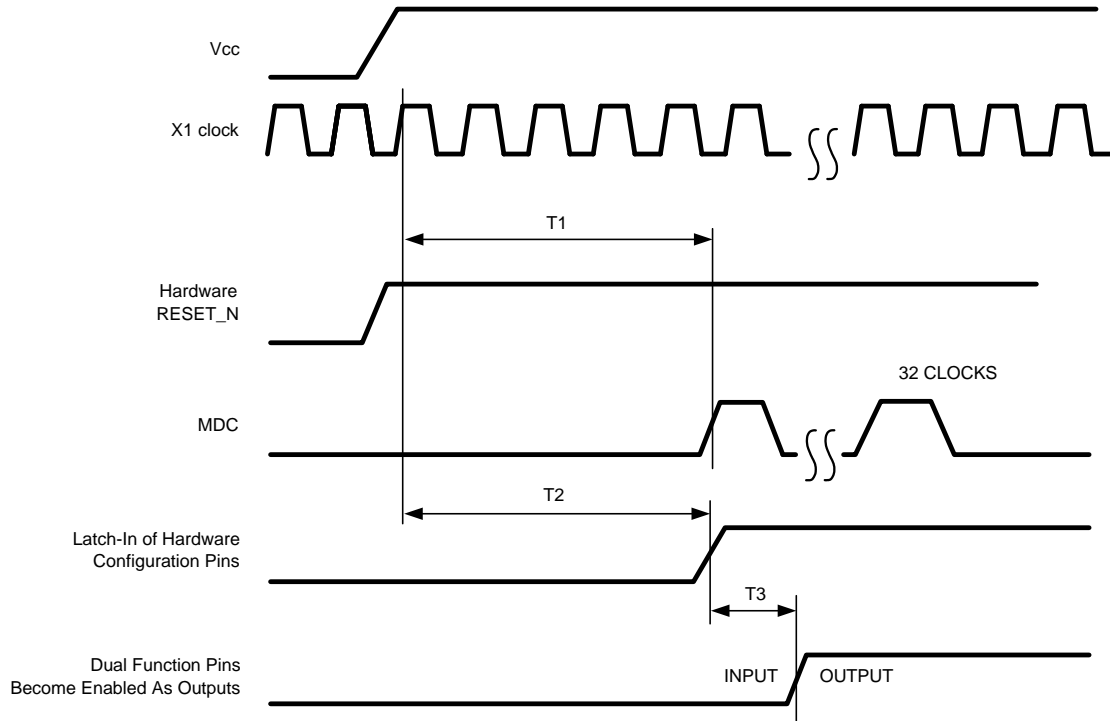 Vcc
X1 clock
T1
Hardware
RESET_N
32 CLOCKS
MDC
T2
Latch-In of Hardware
Configuration Pins
T3
Dual Function Pins
Become Enabled As Outputs
INPUT
OUTPUT